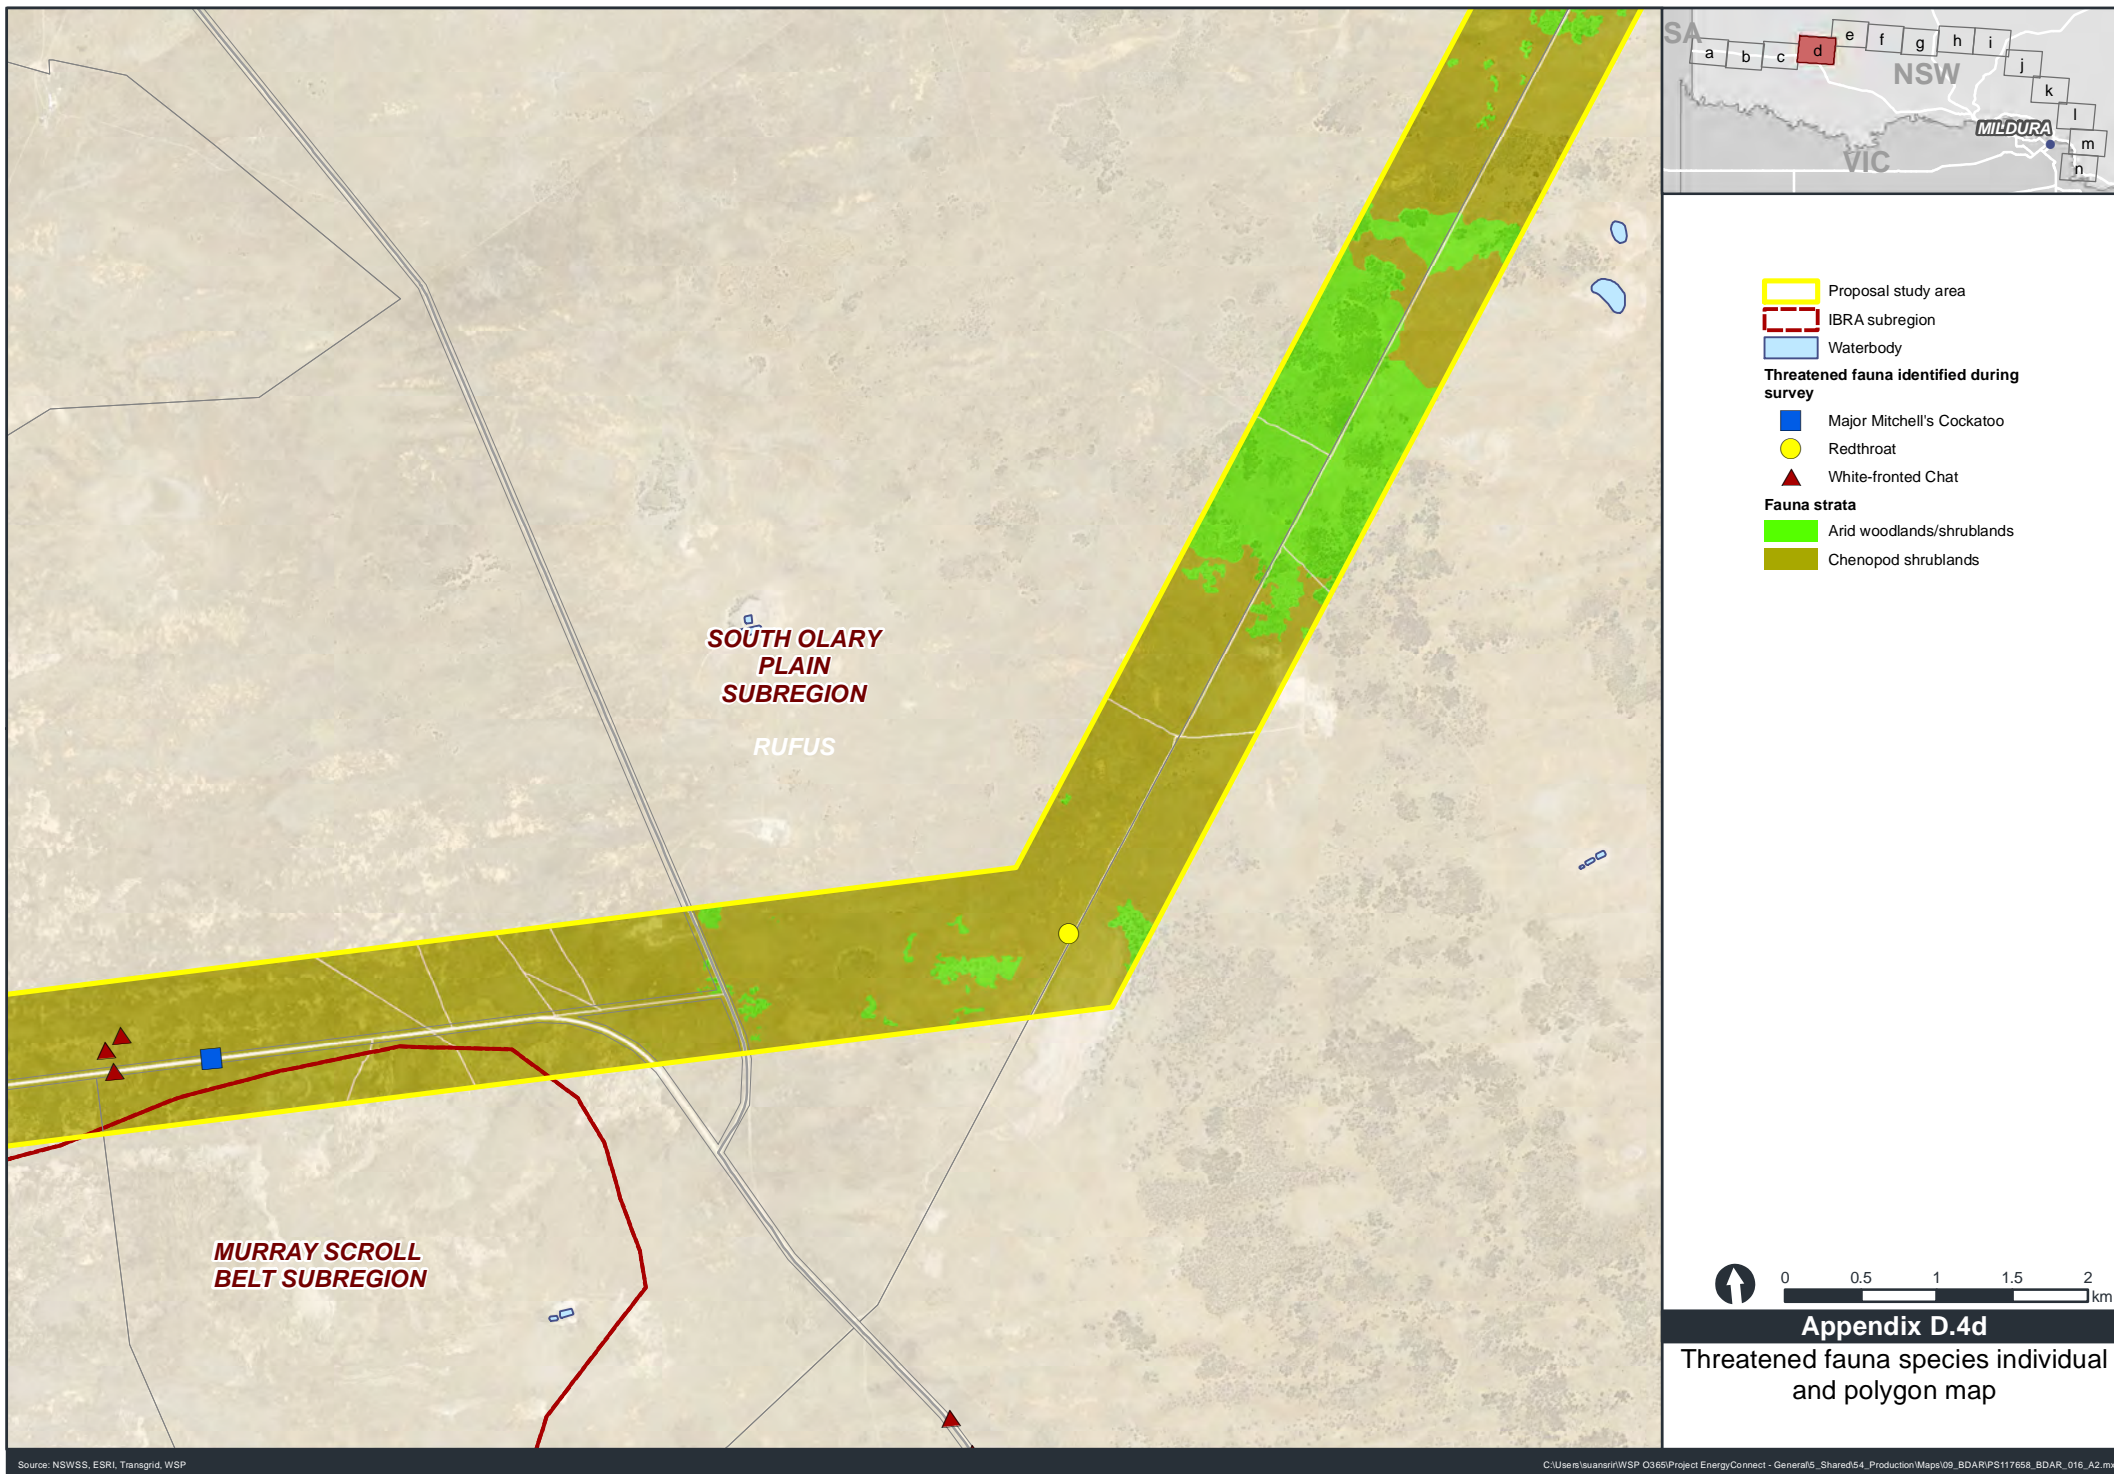 SA
a
b
c
d
e
f
g
h
i
j
k
l
m
n
NSW
MILDURA
VIC
Proposal study area
IBRA subregion
Waterbody
Threatened fauna identified during
survey
Major Mitchell's Cockatoo
Redthroat
White-fronted Chat
Fauna strata
Arid woodlands/shrublands
Chenopod shrublands
SOUTH OLARY
PLAIN
SUBREGION
RUFUS
MURRAY SCROLL
BELT SUBREGION
0 0.5 1 1.5 2
km
Appendix D.4d
Threatened fauna species individual
and polygon map
Source: NSWSS, ESRI, Transgrid, WSP
C:\Users\suansrir\WSP O365\Project EnergyConnect - General\5_Shared\54_Production\Maps\09_BDAR\PS117658_BDAR_016_A2.mx